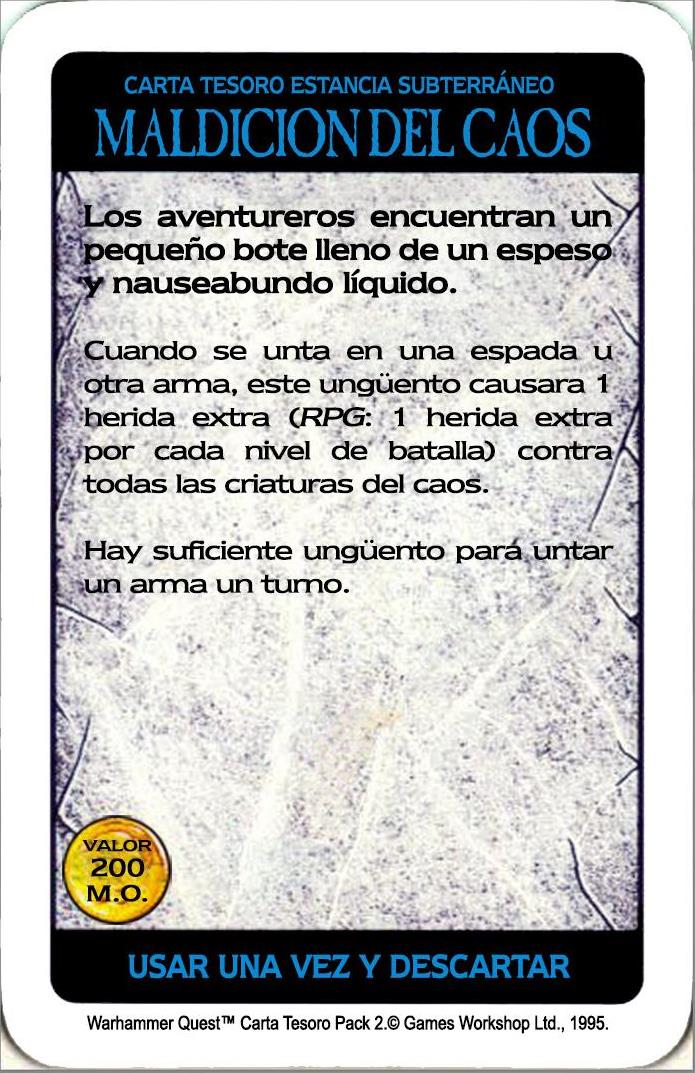 CARTA TESORO ESTANCIA SUBTERRÁNEO
MALDICION DEL CAOS
Los aventureros encuentran un
pequeño bote lleno de un espeso
y nauseabundo líquido.
Cuando se unta en una espada u
otra arma, este ungüento causara 1
herida extra (RPG: 1 herida extra
por cada nivel de batalla) contra
todas las criaturas del caos.
Hay suficiente ungüento para untar
un arma un turno.
VALOR
200
M.O.
USAR UNA VEZ Y DESCARTAR
Warhammer Quest™ Carta Tesoro Pack 2.© Games Workshop Ltd., 1995.